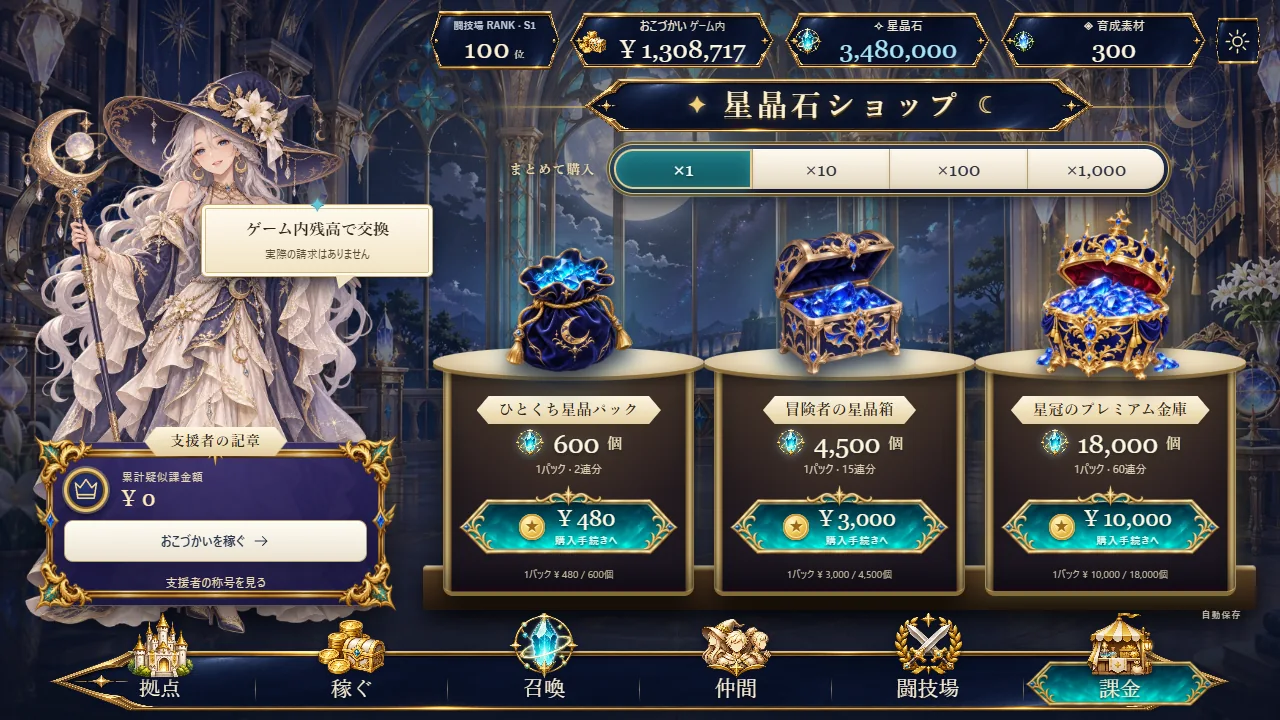 闘技場 RANK · S1
100 位
おこづかい ゲーム内
¥ 1,308,717
✧ 星晶石
3,480,000
◈ 育成素材
300
✦ 星晶石ショップ ☾
まとめて購入
×1
×10
×100
×1,000
ゲーム内残高で交換
実際の請求はありません
ひとくち星晶パック
600 個
1パック · 2連分
¥ 480
購入手続きへ
1パック ¥ 480 / 600個
冒険者の星晶箱
4,500 個
1パック · 15連分
¥ 3,000
購入手続きへ
1パック ¥ 3,000 / 4,500個
星冠のプレミアム金庫
18,000 個
1パック · 60連分
¥ 10,000
購入手続きへ
1パック ¥ 10,000 / 18,000個
支援者の記章
累計疑似課金額
¥ 0
おこづかいを稼ぐ →
支援者の称号を見る
自動保存
拠点
稼ぐ
召喚
仲間
闘技場
課金